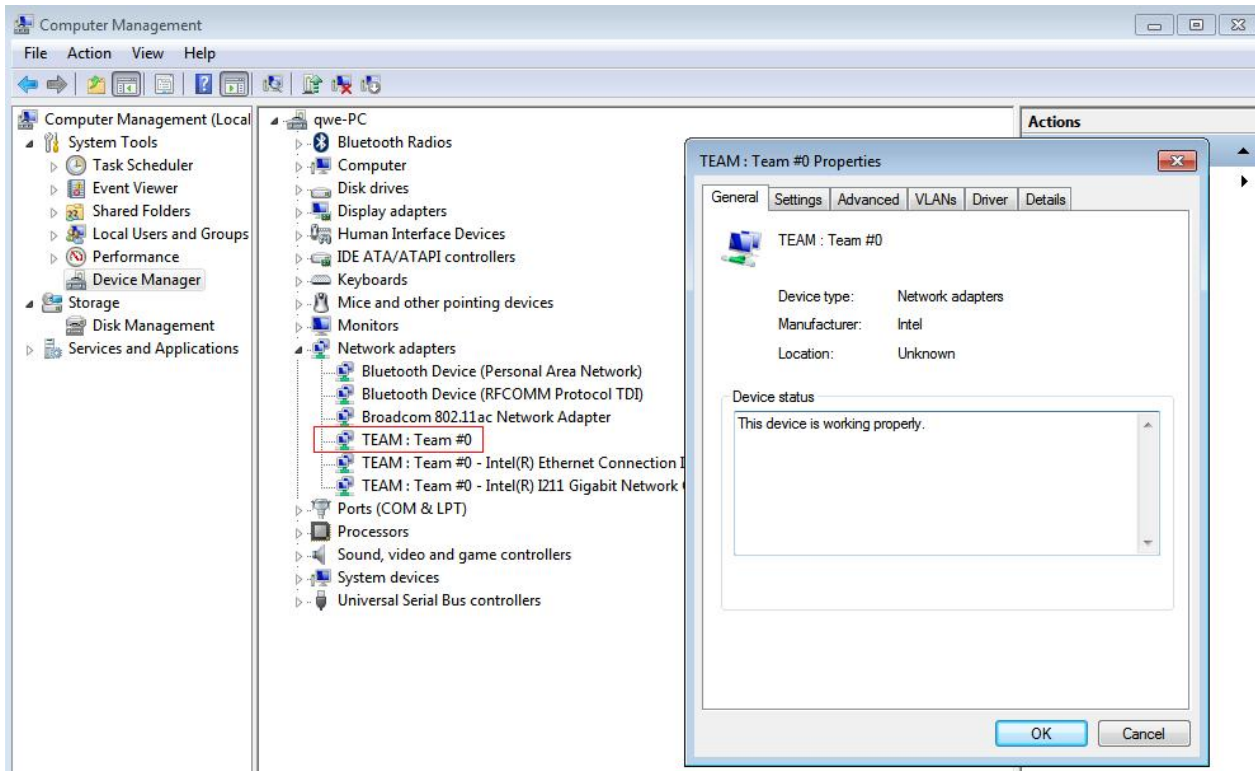 Computer Management
File Action View Help
Computer Management (Local
System Tools
Task Scheduler
Event Viewer
Shared Folders
Local Users and Groups
Performance
Device Manager
Storage
Disk Management
Services and Applications
qwe-PC
Bluetooth Radios
Computer
Disk drives
Display adapters
Human Interface Devices
IDE ATA/ATAPI controllers
Keyboards
Mice and other pointing devices
Monitors
Network adapters
Bluetooth Device (Personal Area Network)
Bluetooth Device (RFCOMM Protocol TDI)
Broadcom 802.11ac Network Adapter
TEAM : Team #0
TEAM : Team #0 - Intel(R) Ethernet Connection I
TEAM : Team #0 - Intel(R) I211 Gigabit Network
Ports (COM & LPT)
Processors
Sound, video and game controllers
System devices
Universal Serial Bus controllers
Actions
TEAM : Team #0 Properties
General Settings Advanced VLANs Driver Details
TEAM : Team #0
Device type: Network adapters
Manufacturer: Intel
Location: Unknown
Device status
This device is working properly.
OK Cancel